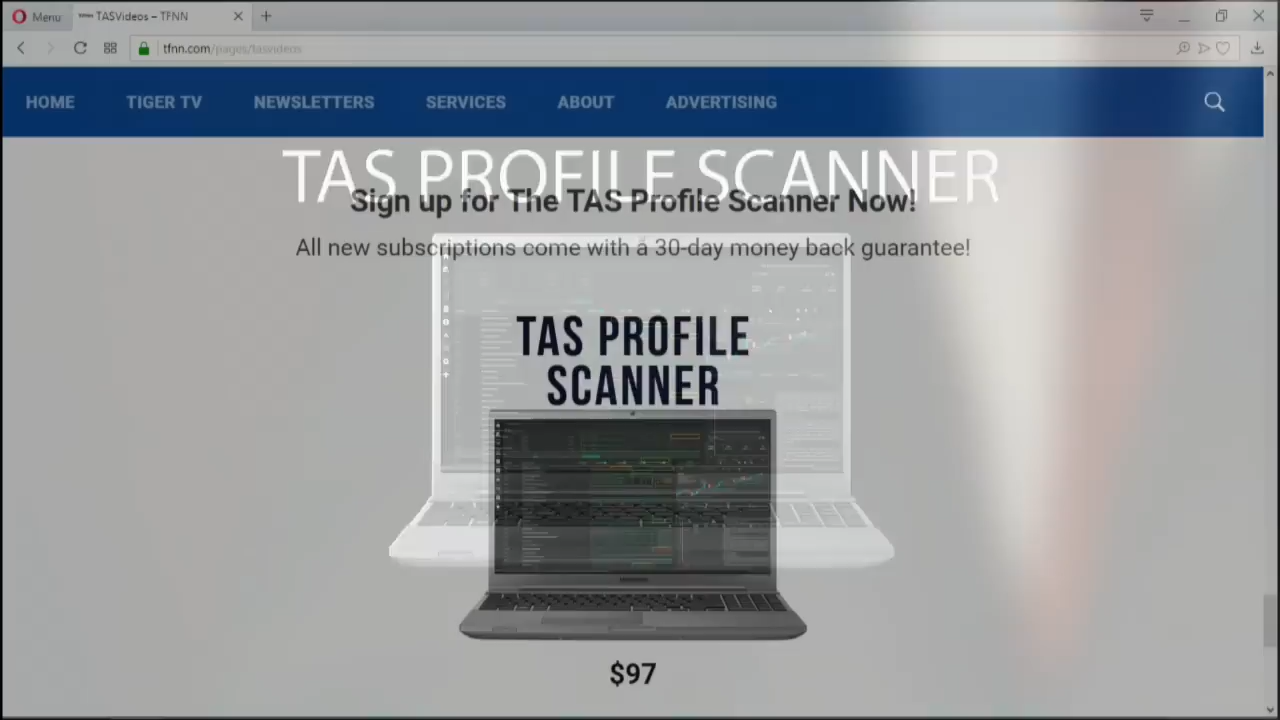 Menu
TASVideos – TFNN
tfnn.com/pages/tasvideos
HOME TIGER TV NEWSLETTERS SERVICES ABOUT ADVERTISING
TAS PROFILE SCANNER
Sign up for The TAS Profile Scanner Now!
All new subscriptions come with a 30-day money back guarantee!
TAS PROFILE
SCANNER
$97